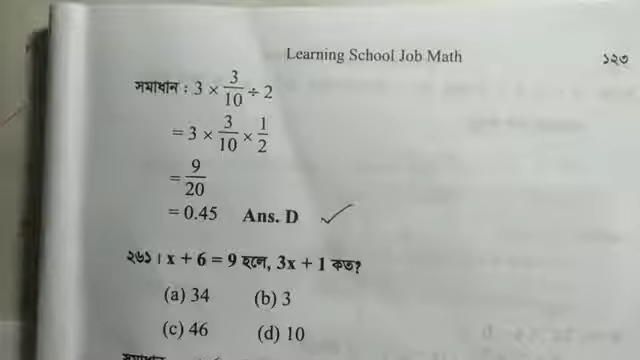 Learning School Job Math ১২৩
সমাধান : 3 × 3/10 ÷ 2
= 3 × 3/10 × 1/2
= 9/20
= 0.45 Ans. D ✓
২৬১। x + 6 = 9 হলে, 3x + 1 কত?
(a) 34 (b) 3
(c) 46 (d) 10